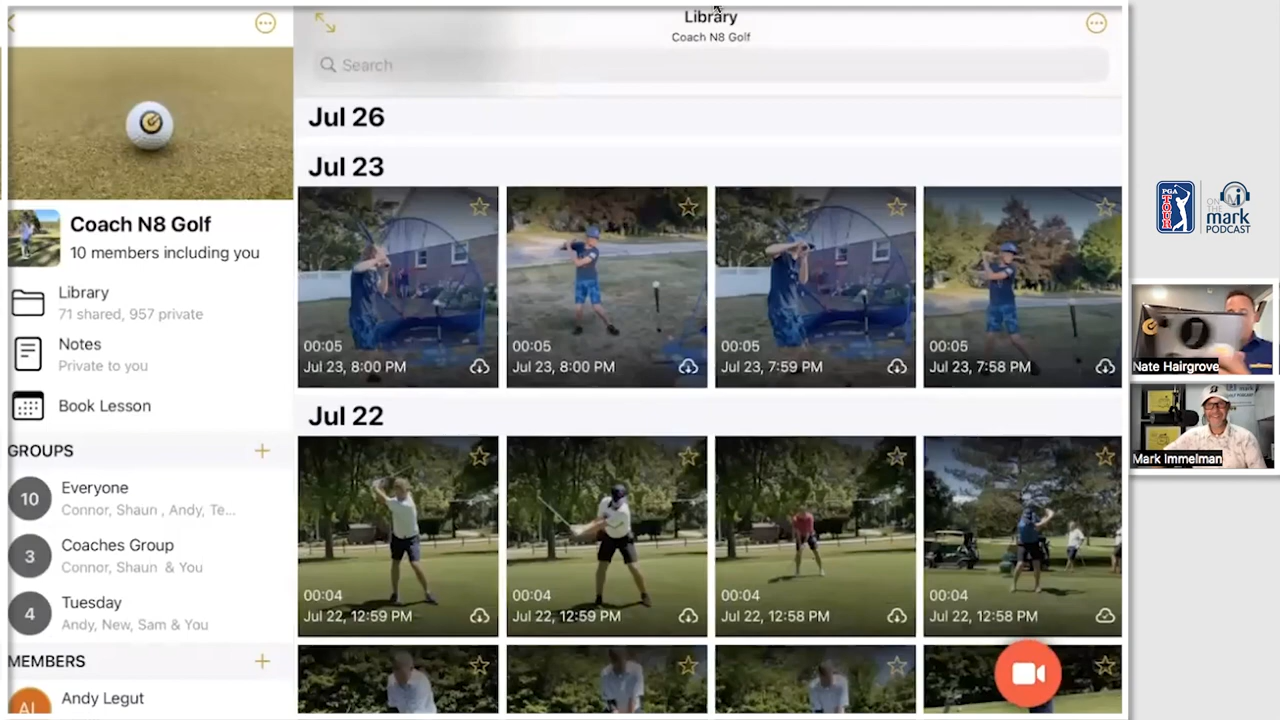 Library
Coach N8 Golf
Search
Coach N8 Golf
10 members including you
Library
71 shared, 957 private
Notes
Private to you
Book Lesson
GROUPS
10
Everyone
Connor, Shaun , Andy, Te...
3
Coaches Group
Connor, Shaun & You
4
Tuesday
Andy, New, Sam & You
MEMBERS
AL
Andy Legut
Jul 26
Jul 23
00:05
Jul 23, 8:00 PM
00:05
Jul 23, 8:00 PM
00:05
Jul 23, 7:59 PM
00:05
Jul 23, 7:58 PM
Jul 22
00:04
Jul 22, 12:59 PM
00:04
Jul 22, 12:59 PM
00:04
Jul 22, 12:58 PM
00:04
Jul 22, 12:58 PM
PGA
TOUR
ON
THE
mark
PODCAST
Nate Hairgrove
Mark Immelman